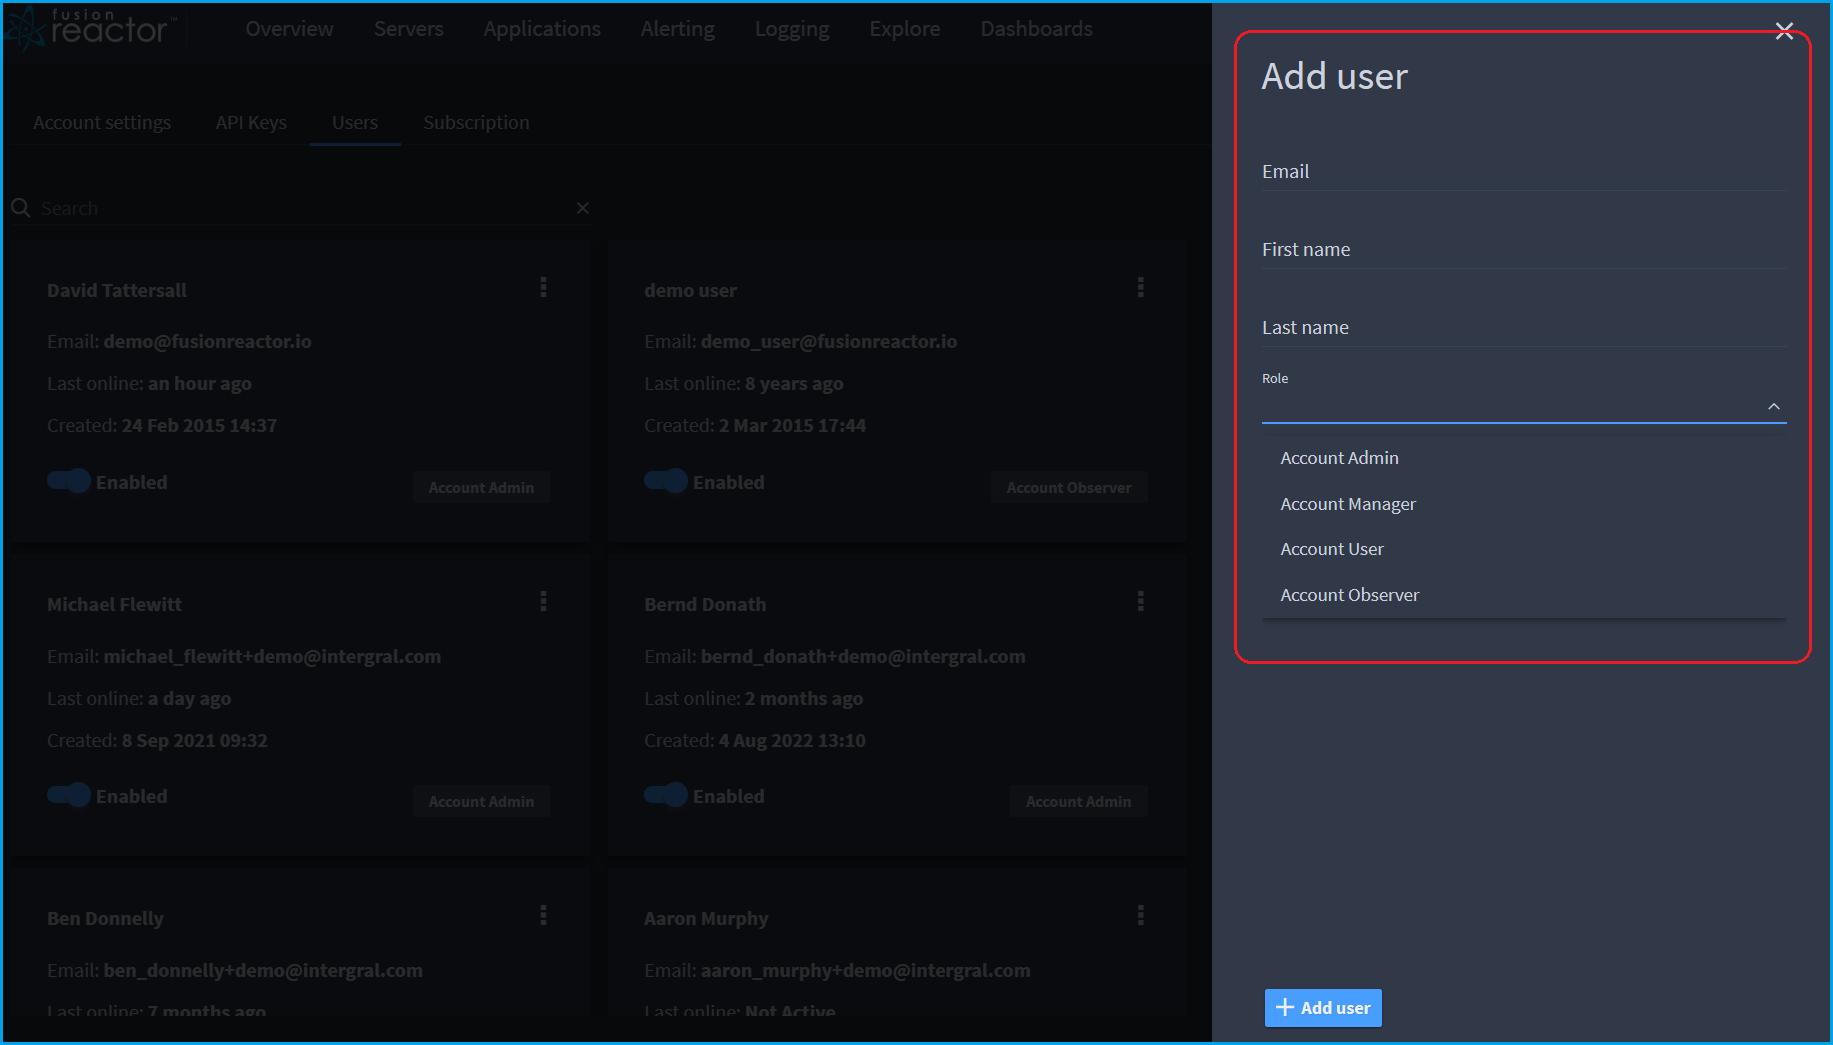 fusion
reactor™
Overview Servers Applications Alerting Logging Explore Dashboards
Account settings API Keys Users Subscription
Search
David Tattersall
Email: demo@fusionreactor.io
Last online: an hour ago
Created: 24 Feb 2015 14:37
Enabled Account Admin
demo user
Email: demo_user@fusionreactor.io
Last online: 8 years ago
Created: 2 Mar 2015 17:44
Enabled Account Observer
Michael Flewitt
Email: michael_flewitt+demo@intergral.com
Last online: a day ago
Created: 8 Sep 2021 09:32
Enabled Account Admin
Bernd Donath
Email: bernd_donath+demo@intergral.com
Last online: 2 months ago
Created: 4 Aug 2022 13:10
Enabled Account Admin
Ben Donnelly
Email: ben_donnelly+demo@intergral.com
Last online: 7 months ago
Aaron Murphy
Email: aaron_murphy+demo@intergral.com
Last online: Not Active
Add user
Email
First name
Last name
Role
Account Admin
Account Manager
Account User
Account Observer
Add user